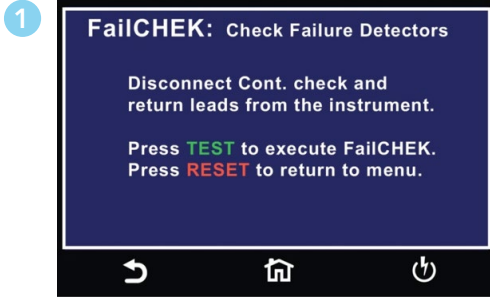 1
FailCHEK: Check Failure Detectors
Disconnect Cont. check and
return leads from the instrument.
Press TEST to execute FailCHEK.
Press RESET to return to menu.